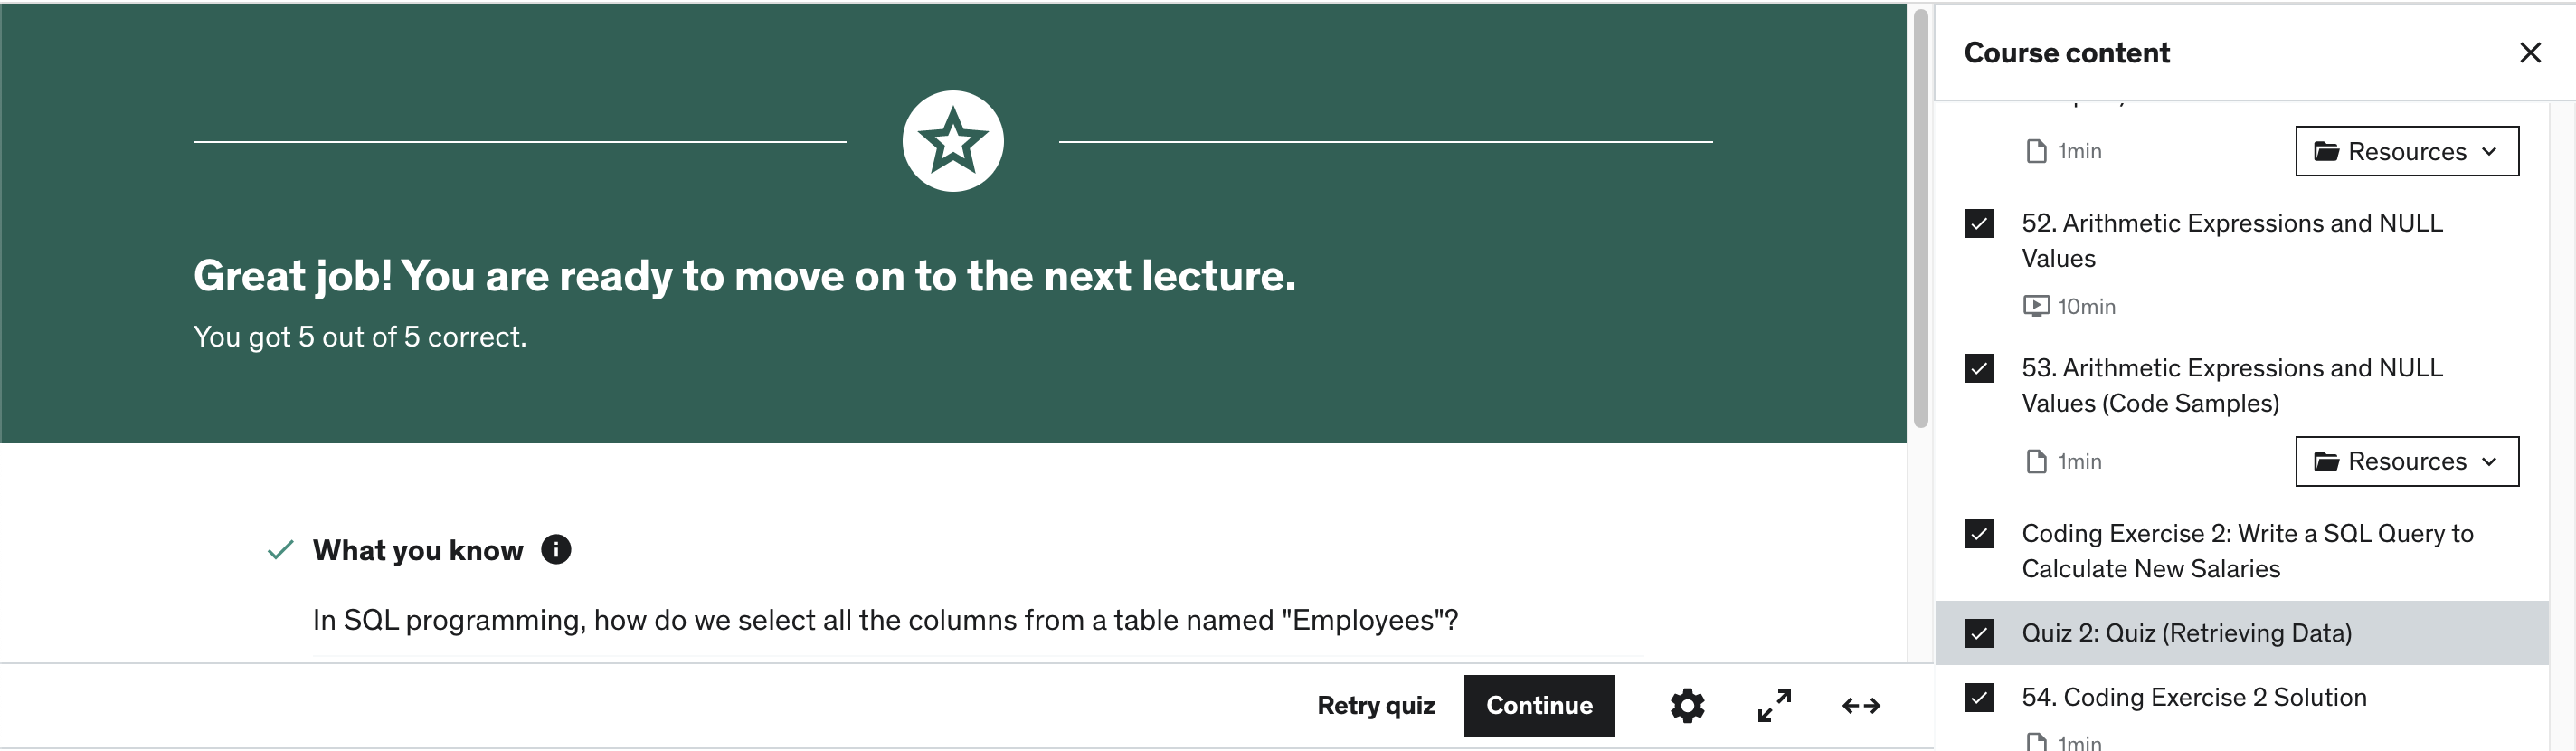 Great job! You are ready to move on to the next lecture.
You got 5 out of 5 correct.
What you know
In SQL programming, how do we select all the columns from a table named "Employees"?
Retry quiz
Continue
Course content
1min
Resources
52. Arithmetic Expressions and NULL
Values
10min
53. Arithmetic Expressions and NULL
Values (Code Samples)
1min
Resources
Coding Exercise 2: Write a SQL Query to
Calculate New Salaries
Quiz 2: Quiz (Retrieving Data)
54. Coding Exercise 2 Solution
1min